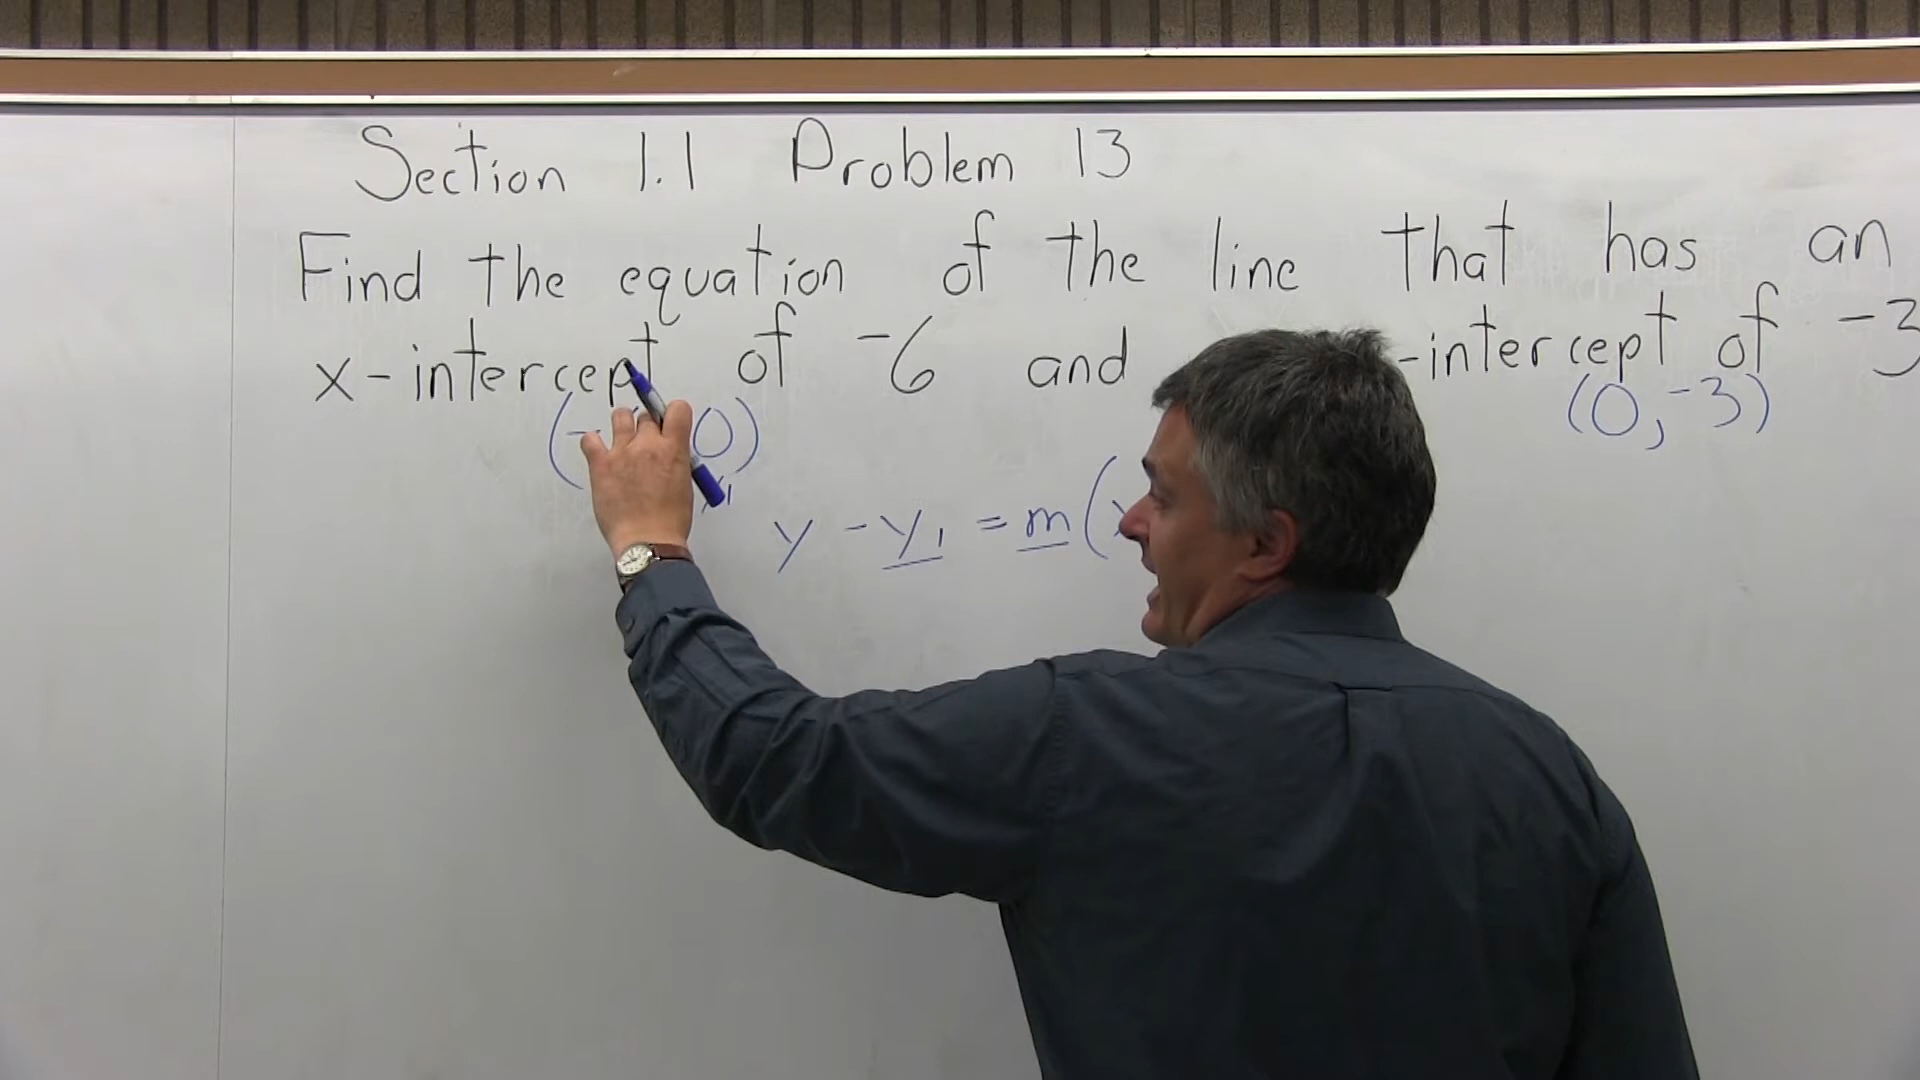 Section 1.1 Problem 13
Find the equation of the line that has an
x-intercept of -6 and -intercept of -3
(- 0) (0,-3)
y - y₁ = m(